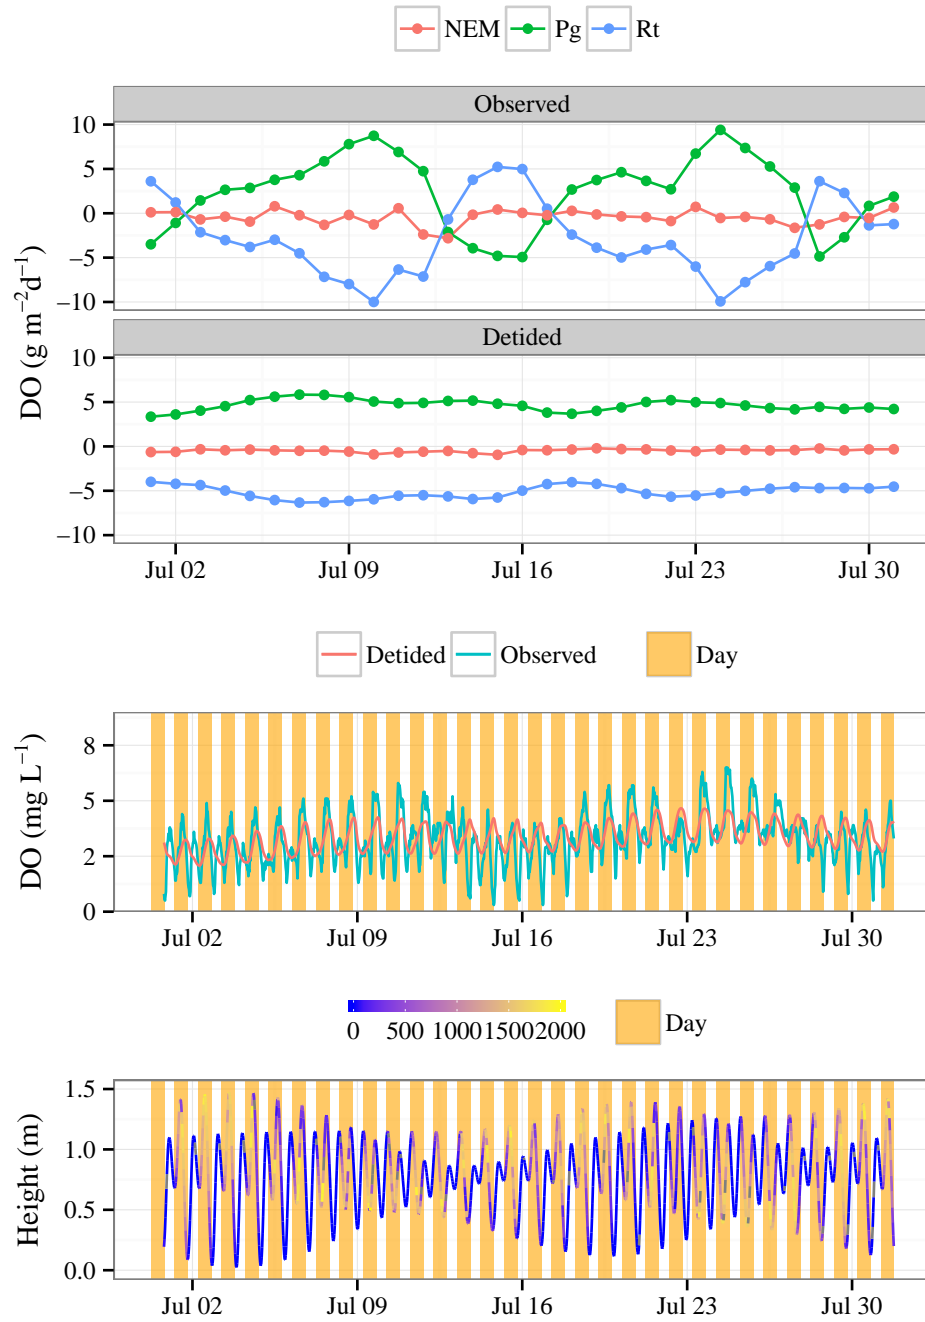 NEM Pg Rt
Observed
10
5
0
−5
−10
Detided
10
5
0
−5
−10
DO (g m⁻²d⁻¹)
Jul 02 Jul 09 Jul 16 Jul 23 Jul 30
Detided Observed Day
8
5
2
0
DO (mg L⁻¹)
Jul 02 Jul 09 Jul 16 Jul 23 Jul 30
0 500 1000 1500 2000 Day
1.5
1.0
0.5
0.0
Height (m)
Jul 02 Jul 09 Jul 16 Jul 23 Jul 30